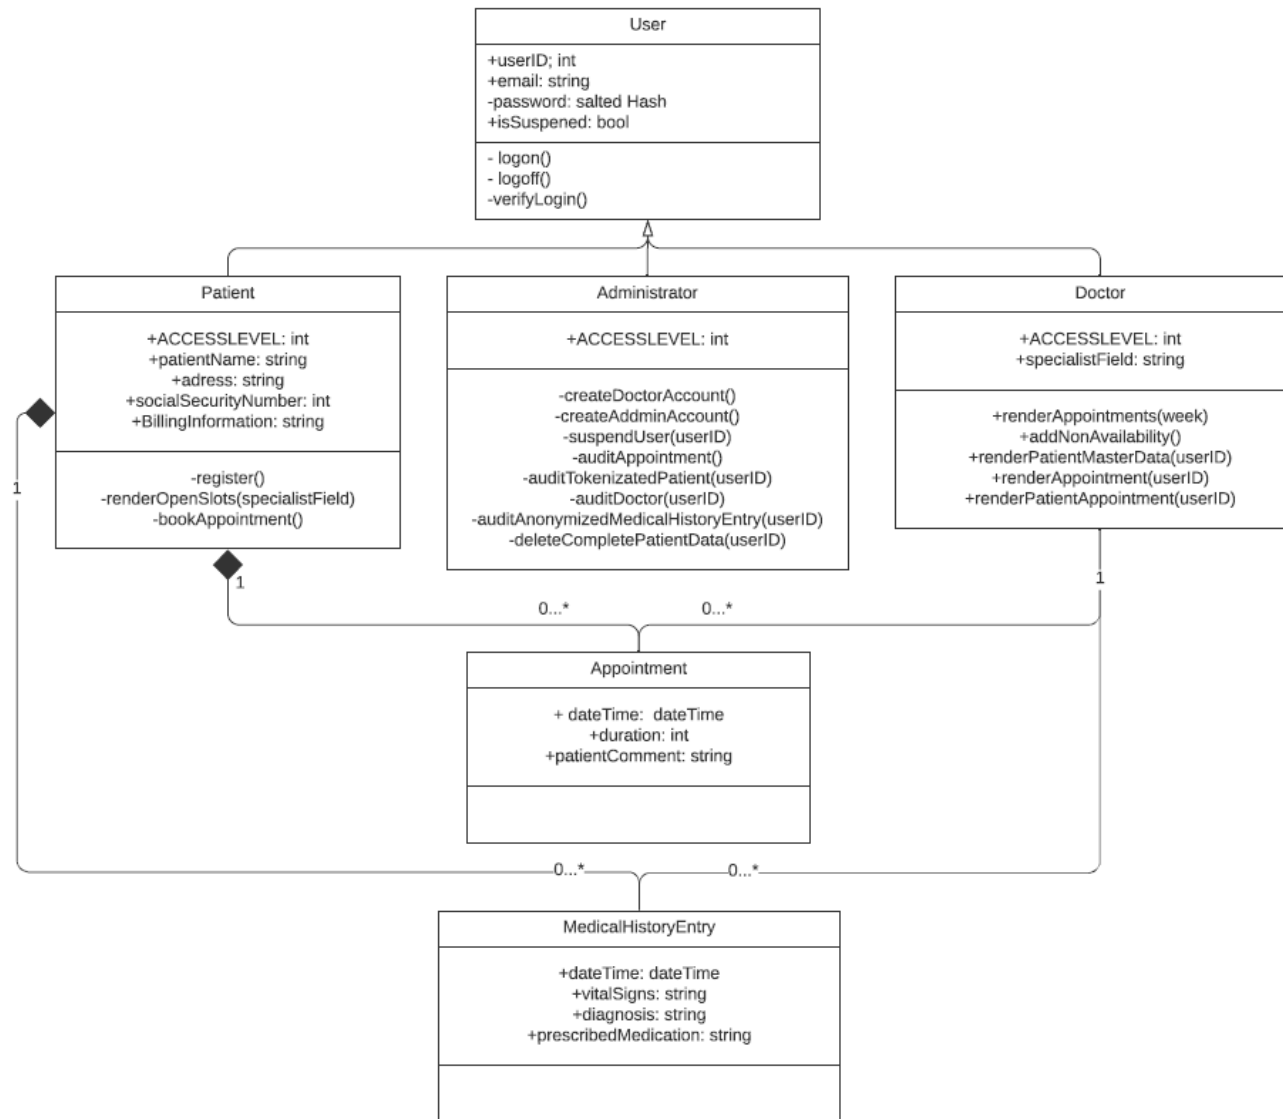 User
+userID; int
+email: string
-password: salted Hash
+isSuspened: bool
- logon()
- logoff()
-verifyLogin()
Patient
+ACCESSLEVEL: int
+patientName: string
+adress: string
+socialSecurityNumber: int
+BillingInformation: string
-register()
-renderOpenSlots(specialistField)
-bookAppointment()
Administrator
+ACCESSLEVEL: int
-createDoctorAccount()
-createAddminAccount()
-suspendUser(userID)
-auditAppointment()
-auditTokenizatedPatient(userID)
-auditDoctor(userID)
-auditAnonymizedMedicalHistoryEntry(userID)
-deleteCompletePatientData(userID)
Doctor
+ACCESSLEVEL: int
+specialistField: string
+renderAppointments(week)
+addNonAvailability()
+renderPatientMasterData(userID)
+renderAppointment(userID)
+renderPatientAppointment(userID)
1
1
1
0...*
0...*
Appointment
+ dateTime:  dateTime
+duration: int
+patientComment: string
0...*
0...*
MedicalHistoryEntry
+dateTime: dateTime
+vitalSigns: string
+diagnosis: string
+prescribedMedication: string